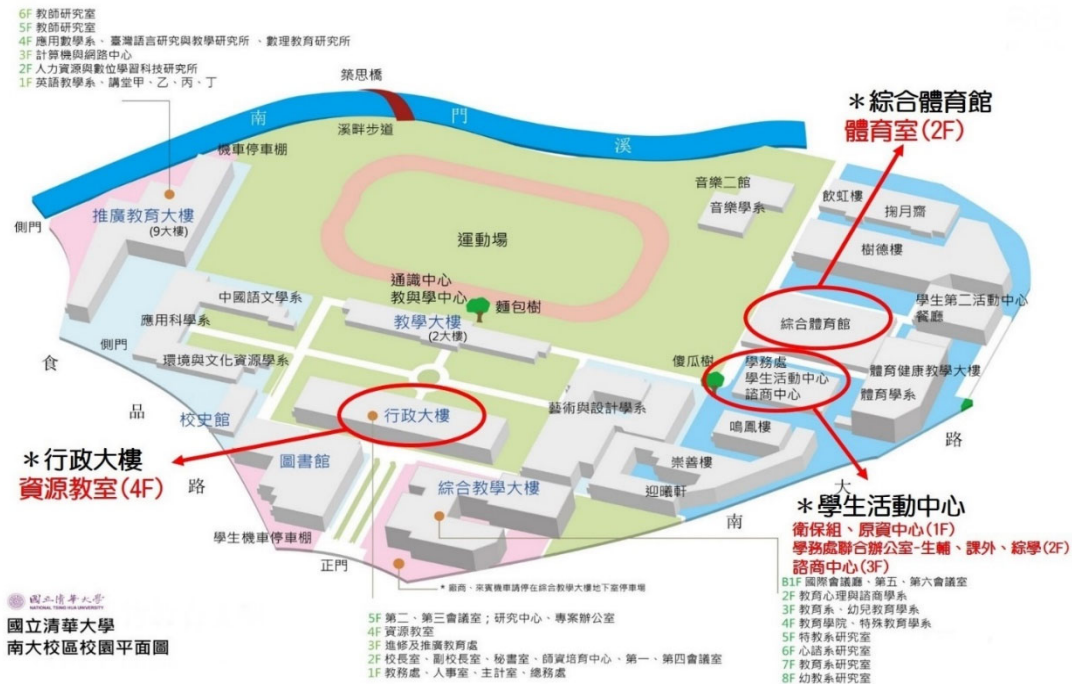 6F 教師研究室
5F 教師研究室
4F 應用數學系、臺灣語言研究與教學研究所 、數理教育研究所
3F 計算機與網路中心
2F 人力資源與數位學習科技研究所
1F 英語教學系、講堂甲、乙、丙、丁
築思橋
南門溪
溪畔步道
機車停車棚
＊綜合體育館
體育室(2F)
音樂二館
音樂學系
飲虹樓
掬月齋
樹德樓
側門
推廣教育大樓
(9大樓)
運動場
通識中心
教與學中心
麵包樹
中國語文學系
教學大樓
(2大樓)
學生第二活動中心
餐廳
綜合體育館
應用科學系
側門
環境與文化資源學系
傻瓜樹
學務處
學生活動中心
諮商中心
體育健康教學大樓
體育學系
食品路
校史館
行政大樓
藝術與設計學系
鳴鳳樓
崇善樓
迎曦軒
南大路
＊行政大樓
資源教室(4F)
圖書館
綜合教學大樓
＊學生活動中心
衛保組、原資中心(1F)
學務處聯合辦公室-生輔、課外、綜學(2F)
諮商中心(3F)
學生機車停車棚
正門
* 廠商、來賓機車請停在綜合教學大樓地下室停車場
B1F 國際會議廳、第五、第六會議室
2F 教育心理與諮商學系
3F 教育系、幼兒教育學系
4F 教育學院、特殊教育學系
5F 特教系研究室
6F 心諮系研究室
7F 教育系研究室
8F 幼教系研究室
5F 第二、第三會議室；研究中心、專案辦公室
4F 資源教室
3F 進修及推廣教育處
2F 校長室、副校長室、秘書室、師資培育中心、第一、第四會議室
1F 教務處、人事室、主計室、總務處
國立清華大學
NATIONAL TSING HUA UNIVERSITY
國立清華大學
南大校區校園平面圖